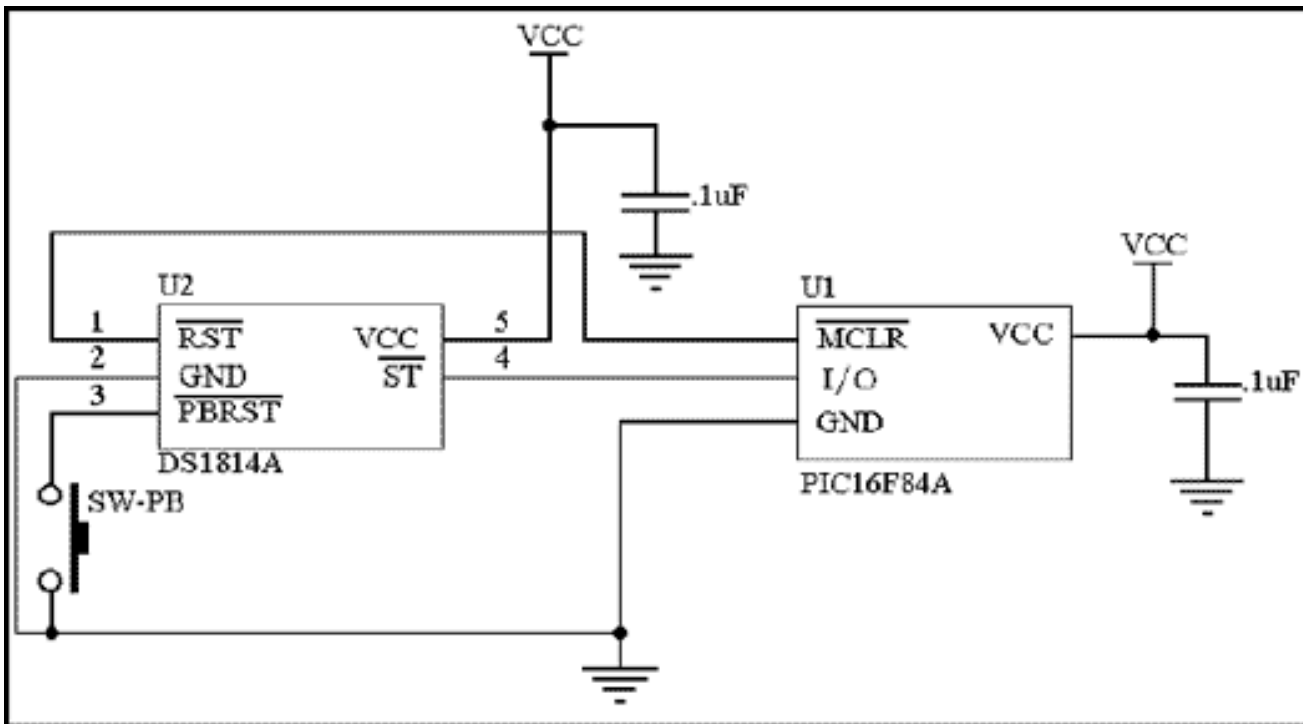 VCC
.1uF
VCC
U2
U1
1
RST
VCC
5
MCLR
VCC
2
GND
ST
4
I/O
.1uF
3
PBRST
GND
DS1814A
PIC16F84A
SW-PB